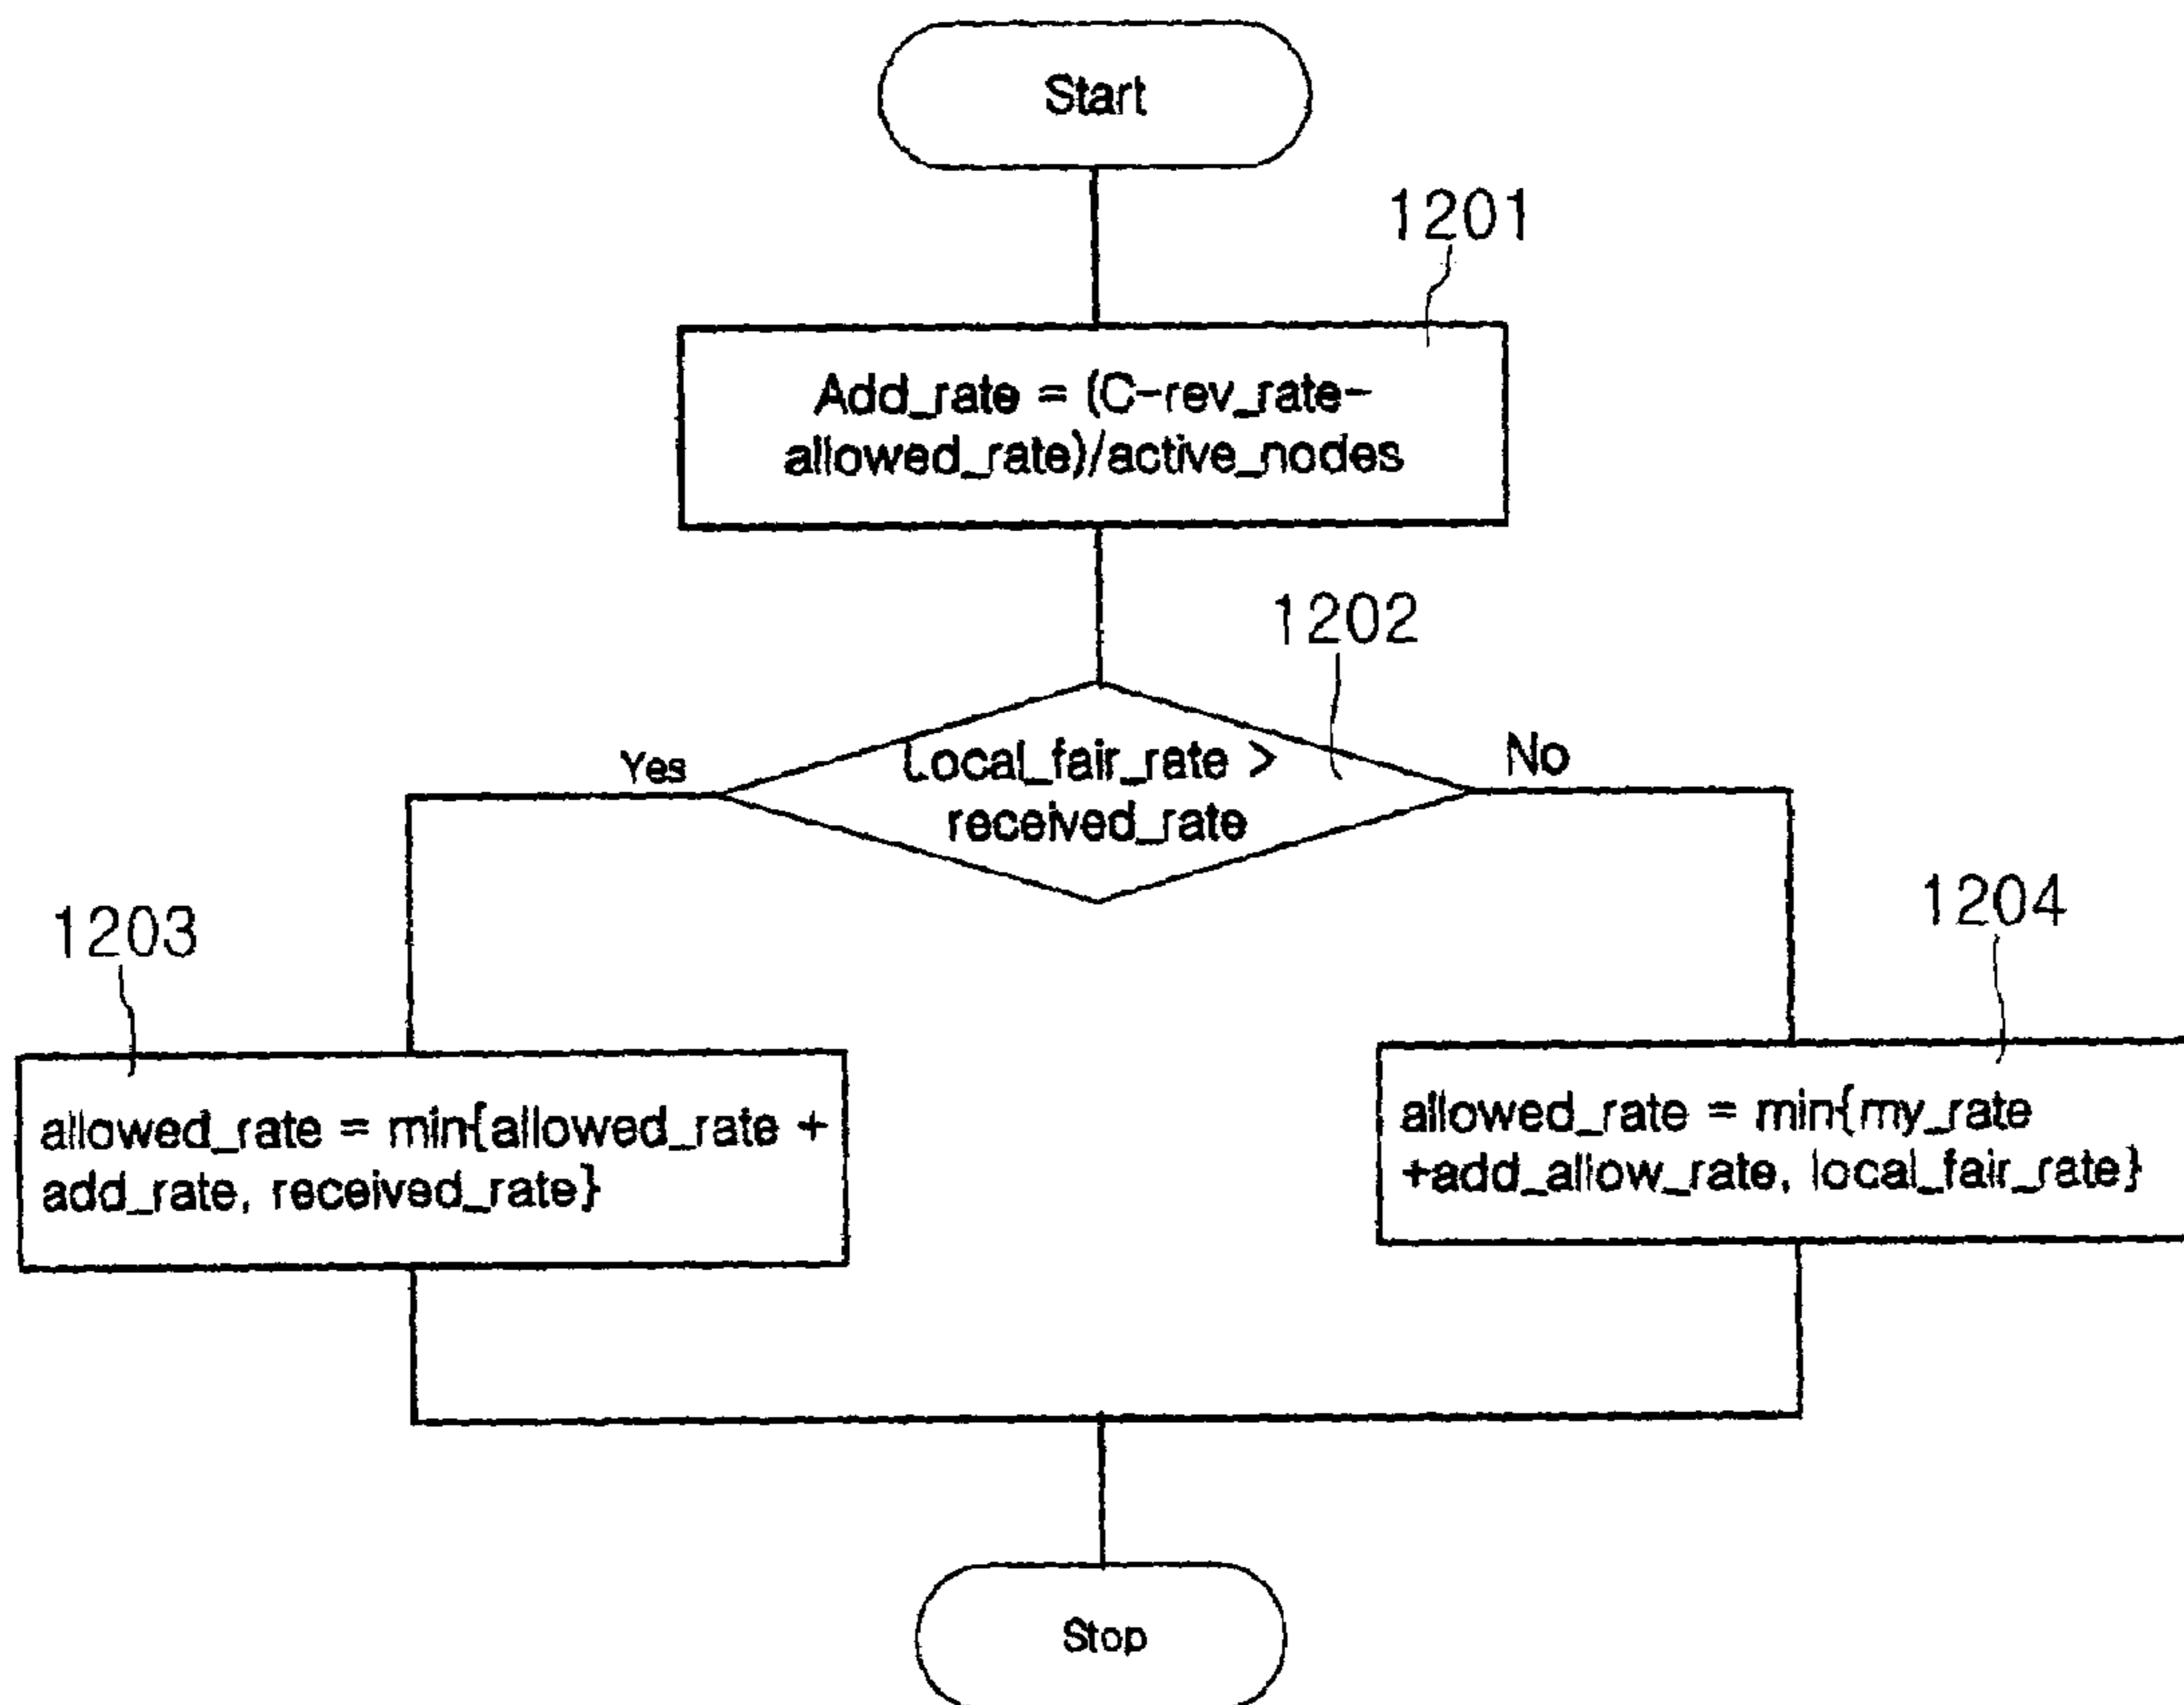 Start
1201
Add_rate = (C-rev_rate-
allowed_rate)/active_nodes
1202
Yes
Local_fair_rate >
received_rate
No
1203
allowed_rate = min{allowed_rate +
add_rate, received_rate}
1204
allowed_rate = min{my_rate
+add_allow_rate, local_fair_rate}
Stop